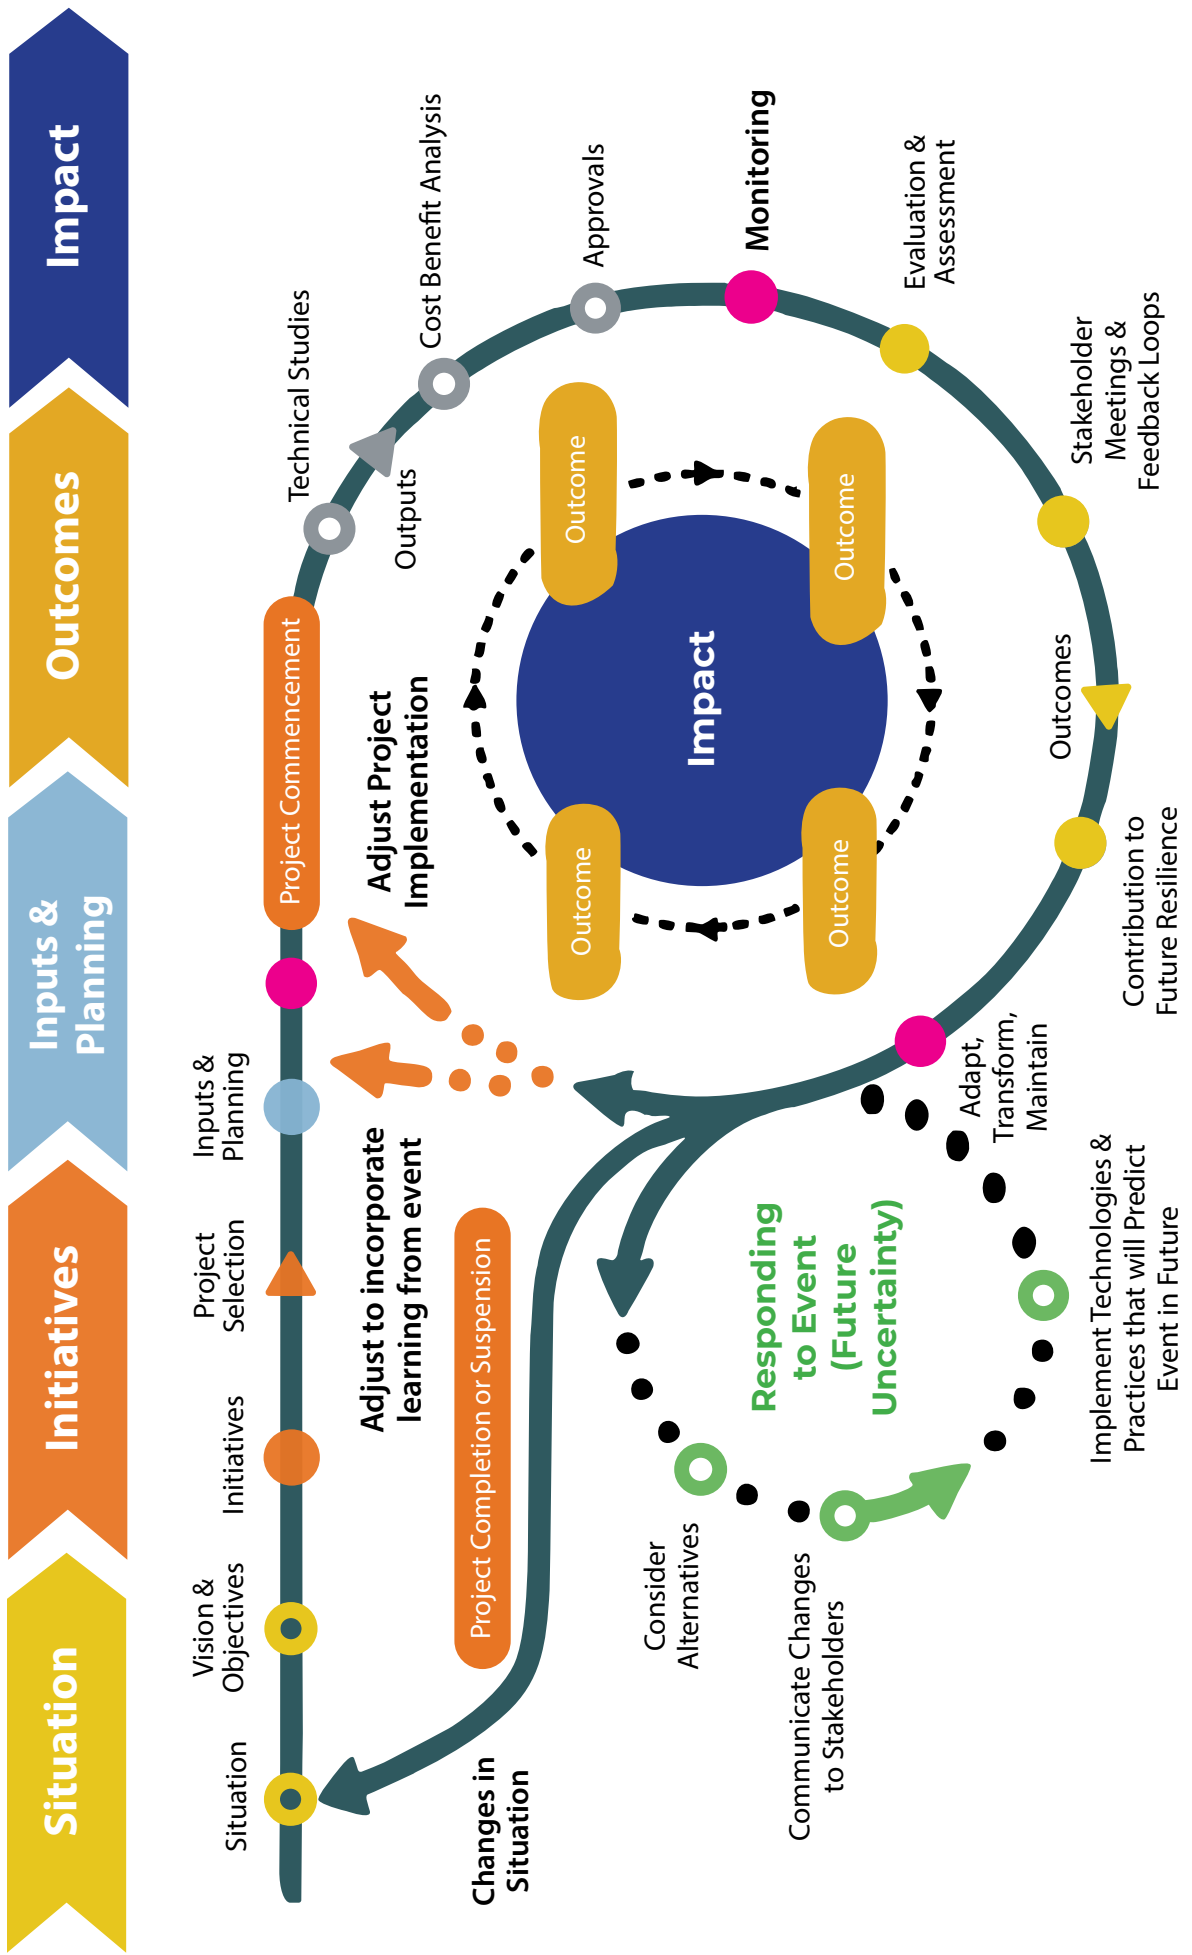 Situation
Initiatives
Inputs &
Planning
Outcomes
Impact
Situation
Vision &
Objectives
Initiatives
Project
Selection
Inputs &
Planning
Project Commencement
Technical Studies
Outputs
Cost Benefit Analysis
Approvals
Monitoring
Evaluation &
Assessment
Stakeholder
Meetings &
Feedback Loops
Outcomes
Contribution to
Future Resilience
Adapt,
Transform,
Maintain
Adjust Project
Implementation
Adjust to incorporate
learning from event
Project Completion or Suspension
Changes in
Situation
Outcome
Outcome
Impact
Outcome
Outcome
Responding
to Event
(Future
Uncertainty)
Consider
Alternatives
Communicate Changes
to Stakeholders
Implement Technologies &
Practices that will Predict
Event in Future